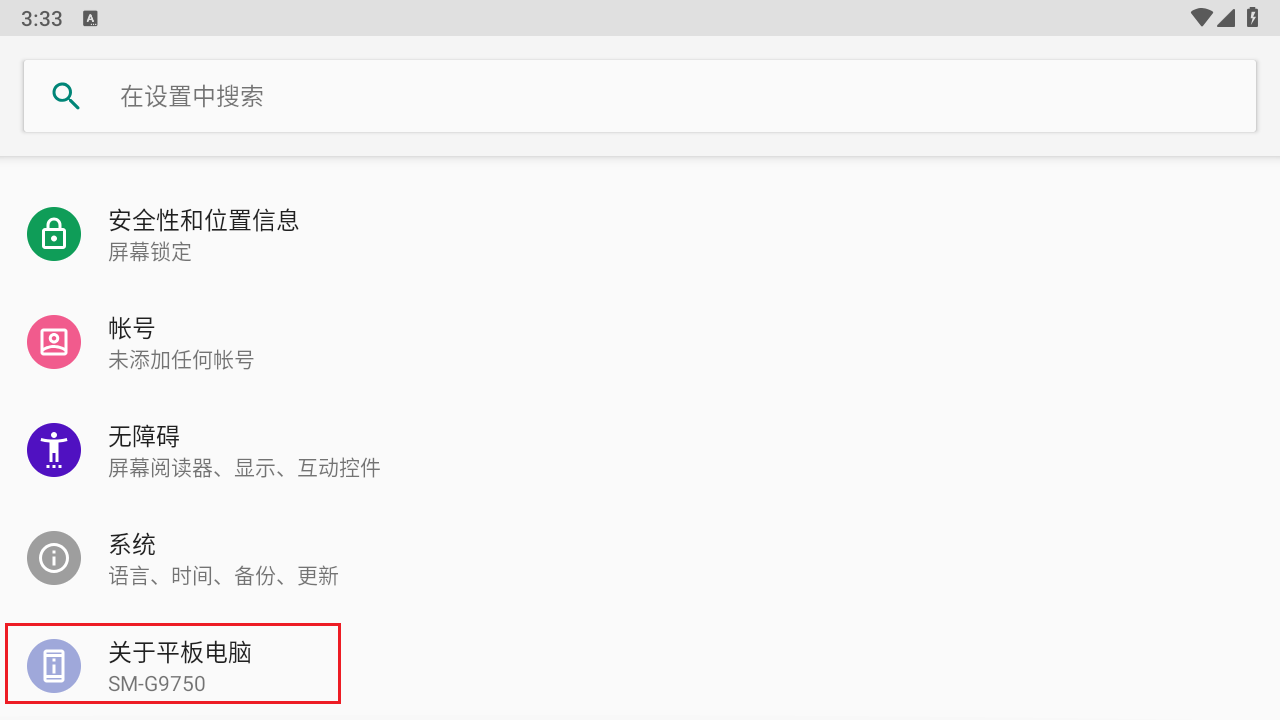 3:33
在设置中搜索
安全性和位置信息
屏幕锁定
帐号
未添加任何帐号
无障碍
屏幕阅读器、显示、互动控件
系统
语言、时间、备份、更新
关于平板电脑
SM-G9750